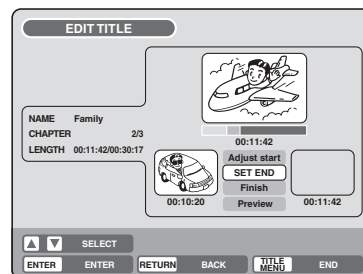 EDIT TITLE
NAME Family
CHAPTER 2/3
LENGTH 00:11:42/00:30:17
00:11:42
Adjust start
SET END
Finish
Preview
00:10:20
00:11:42
SELECT
ENTER ENTER RETURN BACK TITLE MENU END